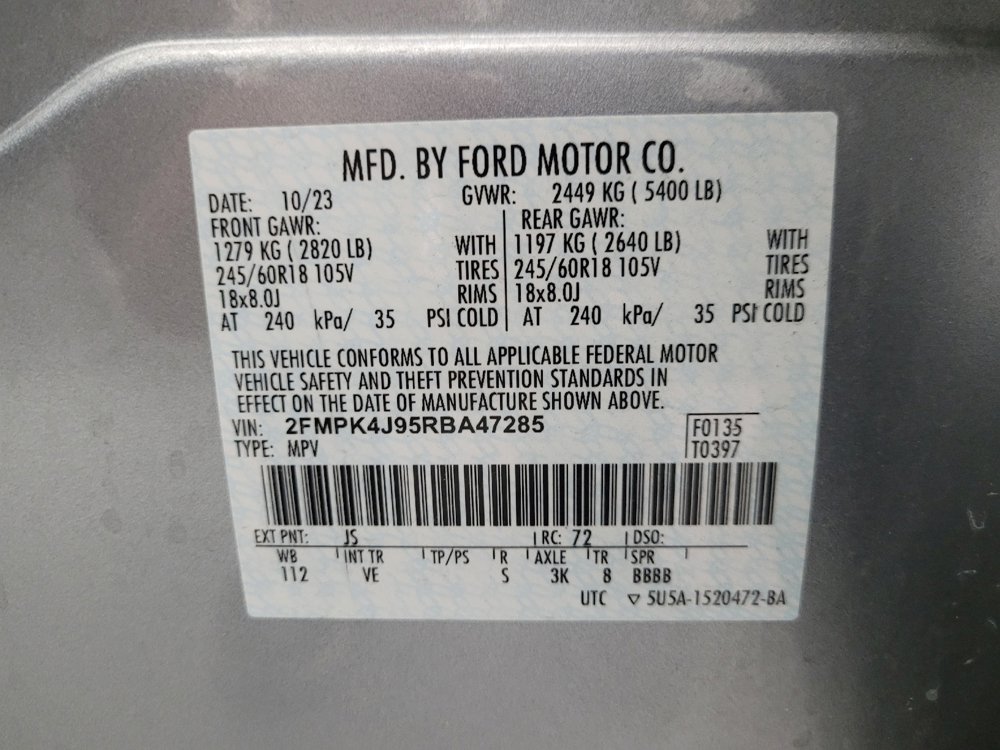 MFD. BY FORD MOTOR CO.
DATE: 10/23 GVWR: 2449 KG ( 5400 LB)
FRONT GAWR: REAR GAWR:
1279 KG ( 2820 LB) WITH 1197 KG ( 2640 LB) WITH
245/60R18 105V TIRES 245/60R18 105V TIRES
18x8.0J RIMS 18x8.0J RIMS
AT 240 kPa/ 35 PSI COLD AT 240 kPa/ 35 PSI COLD
THIS VEHICLE CONFORMS TO ALL APPLICABLE FEDERAL MOTOR
VEHICLE SAFETY AND THEFT PREVENTION STANDARDS IN
EFFECT ON THE DATE OF MANUFACTURE SHOWN ABOVE.
VIN: 2FMPK4J95RBA47285 F0135
TYPE: MPV T0397
EXT PNT: JS RC: 72 DSO:
WB INT TR TP/PS R AXLE TR SPR
112 VE S 3K 8 BBBB
UTC ▽ 5U5A-1520472-BA